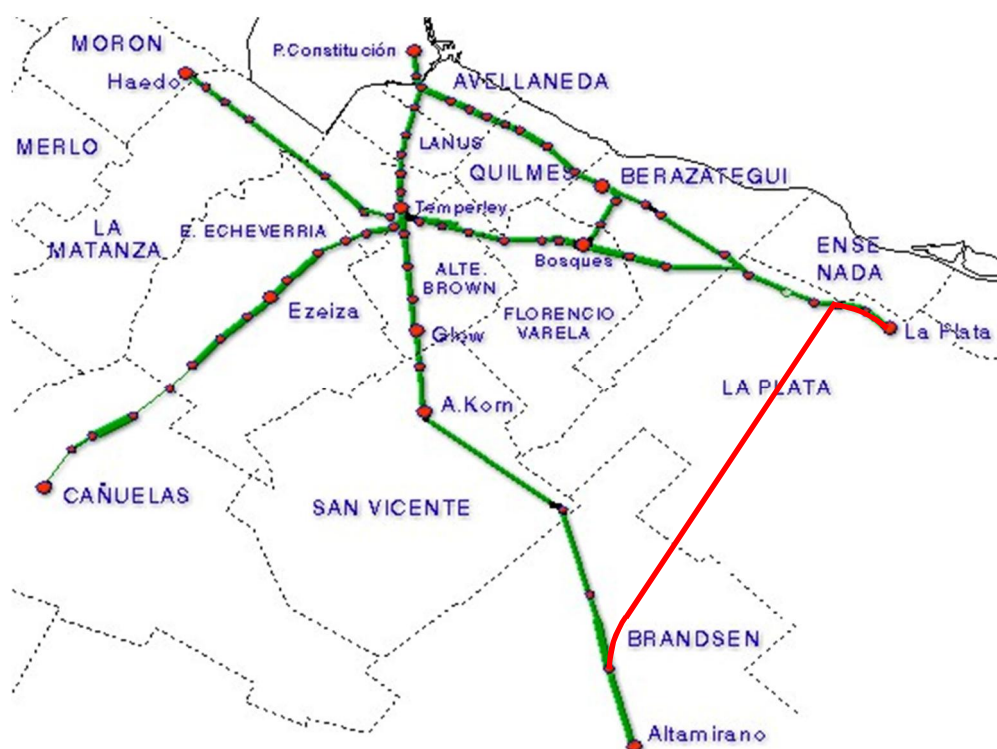 MORON
P.Constitución
Haedo
AVELLANEDA
LANUS
MERLO
QUILMES
BERAZATEGUI
Temperley
LA
MATANZA
E. ECHEVERRIA
ENSE
NADA
Bosques
ALTE.
BROWN
Ezeiza
FLORENCIO
VARELA
Glew
La Plata
LA PLATA
A.Korn
CAÑUELAS
SAN VICENTE
BRANDSEN
Altamirano